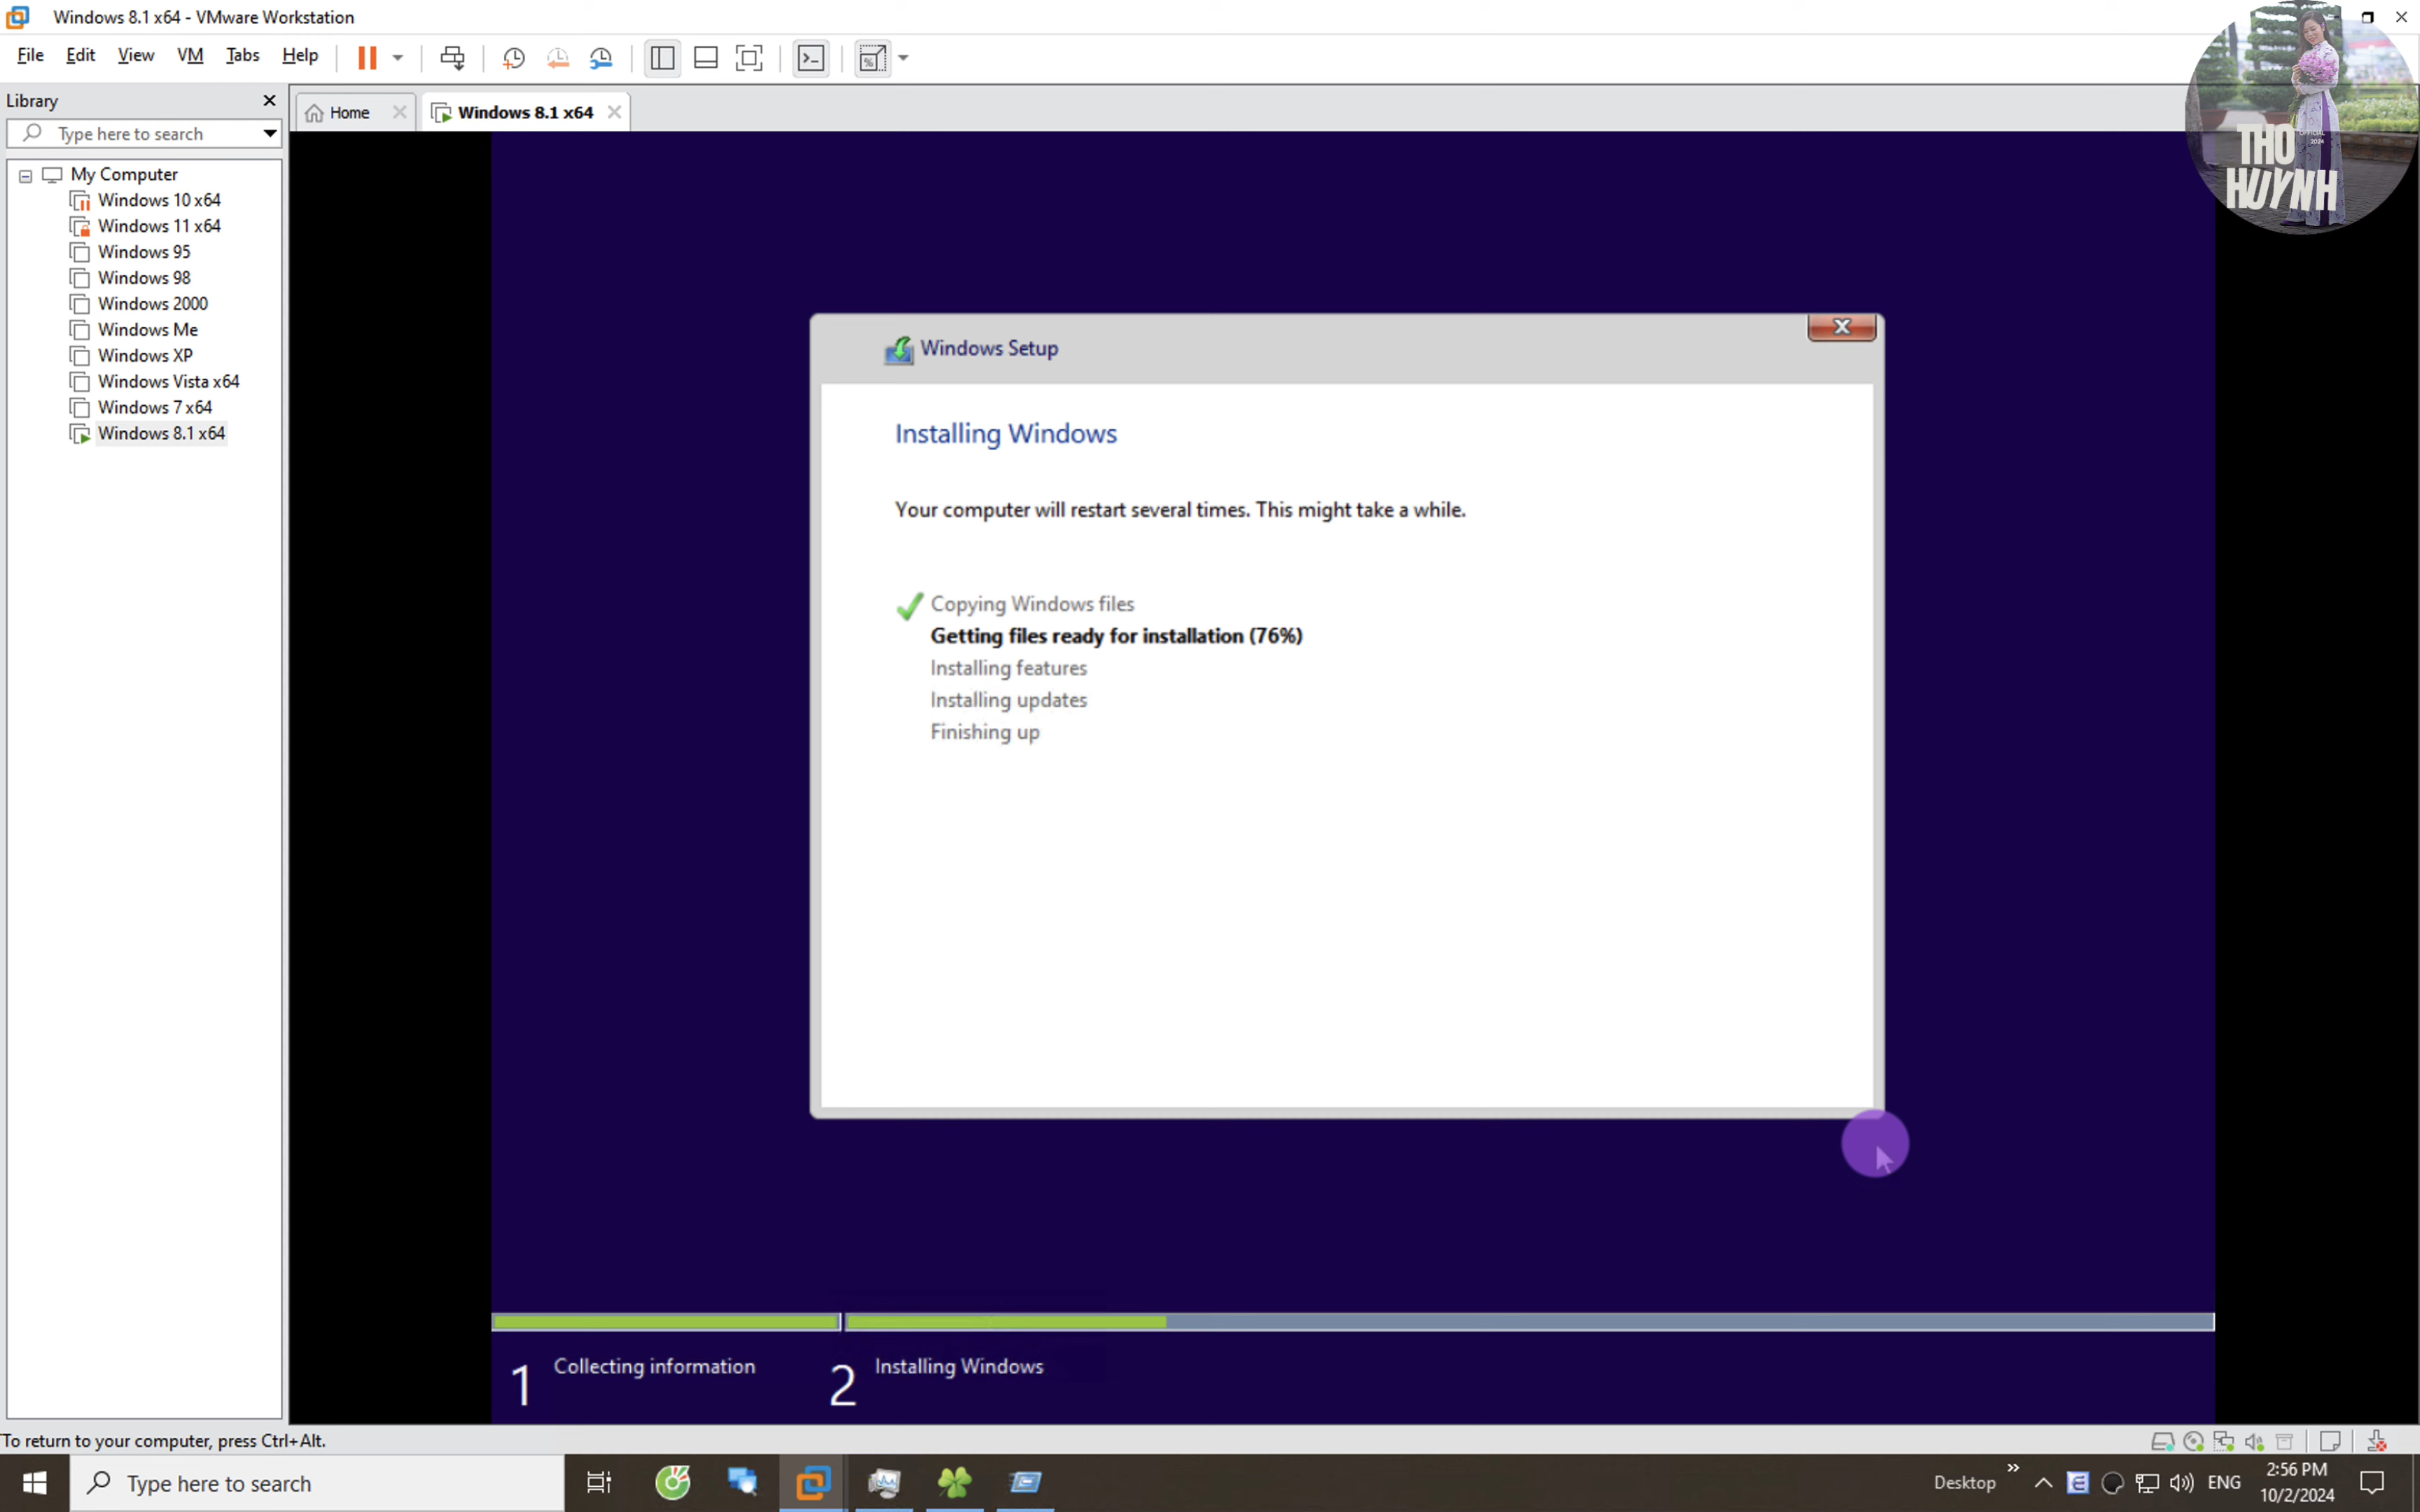 Windows 8.1 x64 - VMware Workstation
File Edit View VM Tabs Help
Library
Home
Windows 8.1 x64
Type here to search
My Computer
Windows 10 x64
Windows 11 x64
Windows 95
Windows 98
Windows 2000
Windows Me
Windows XP
Windows Vista x64
Windows 7 x64
Windows 8.1 x64
THO
OFFICIAL
2024
HUYNH
Windows Setup
Installing Windows
Your computer will restart several times. This might take a while.
Copying Windows files
Getting files ready for installation (76%)
Installing features
Installing updates
Finishing up
1 Collecting information
2 Installing Windows
To return to your computer, press Ctrl+Alt.
Type here to search
Desktop
ENG
2:56 PM
10/2/2024